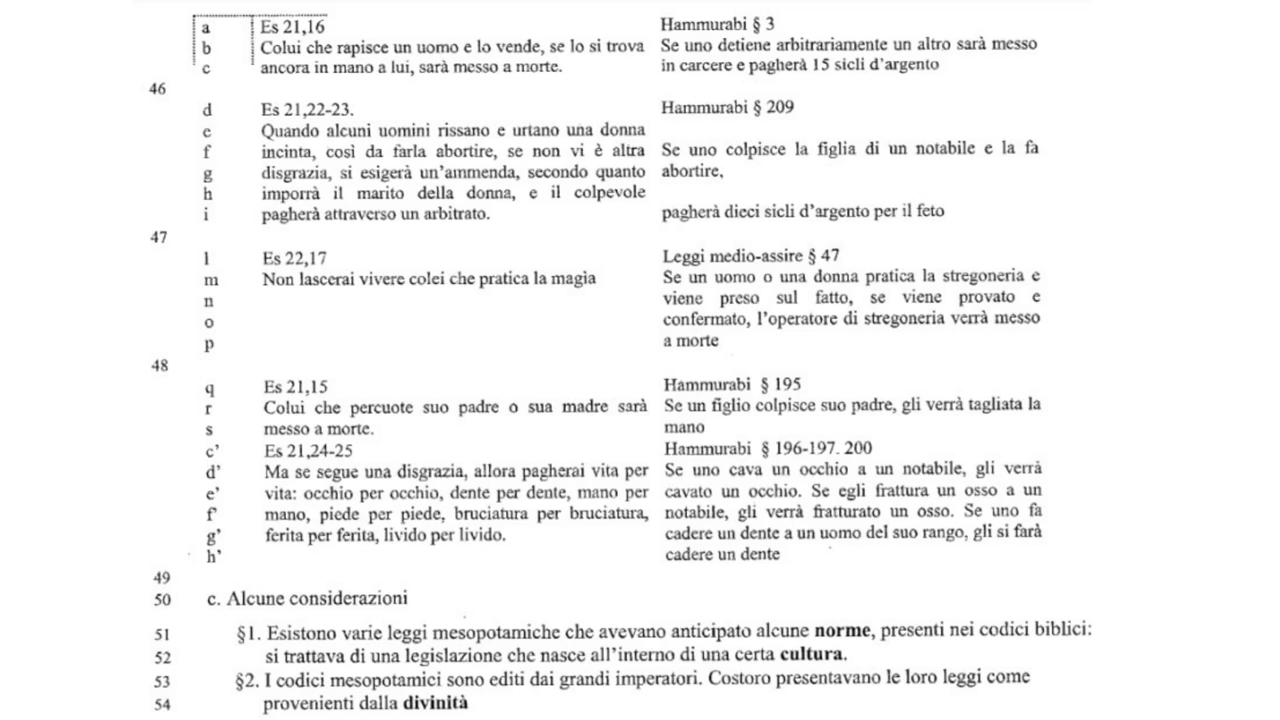 a Es 21,16 Hammurabi § 3
b Colui che rapisce un uomo e lo vende, se lo si trova Se uno detiene arbitrariamente un altro sarà messo
c ancora in mano a lui, sarà messo a morte. in carcere e pagherà 15 sicli d'argento
46
d Es 21,22-23. Hammurabi § 209
e Quando alcuni uomini rissano e urtano una donna
f incinta, così da farla abortire, se non vi è altra Se uno colpisce la figlia di un notabile e la fà
g disgrazia, si esigerà un'ammenda, secondo quanto abortire,
h imporrà il marito della donna, e il colpevole
i pagherà attraverso un arbitrato. pagherà dieci sicli d'argento per il feto
47
l Es 22,17 Leggi medio-assire § 47
m Non lascerai vivere colei che pratica la magia Se un uomo o una donna pratica la stregoneria e
n viene preso sul fatto, se viene provato e
o confermato, l'operatore di stregoneria verrà messo
p a morte
48
q Es 21,15 Hammurabi § 195
r Colui che percuote suo padre o sua madre sarà Se un figlio colpisce suo padre, gli verrà tagliata la
s messo a morte. mano
c' Es 21,24-25 Hammurabi § 196-197. 200
d' Ma se segue una disgrazia, allora pagherai vita per Se uno cava un occhio a un notabile, gli verrà
e' vita: occhio per occhio, dente per dente, mano per cavato un occhio. Se egli frattura un osso a un
f' mano, piede per piede, bruciatura per bruciatura, notabile, gli verrà fratturato un osso. Se uno fa
g' ferita per ferita, livido per livido. cadere un dente a un uomo del suo rango, gli si farà
h' cadere un dente
49
50 c. Alcune considerazioni
51 §1. Esistono varie leggi mesopotamiche che avevano anticipato alcune norme, presenti nei codici biblici:
52 si trattava di una legislazione che nasce all'interno di una certa cultura.
53 §2. I codici mesopotamici sono editi dai grandi imperatori. Costoro presentavano le loro leggi come
54 provenienti dalla divinità